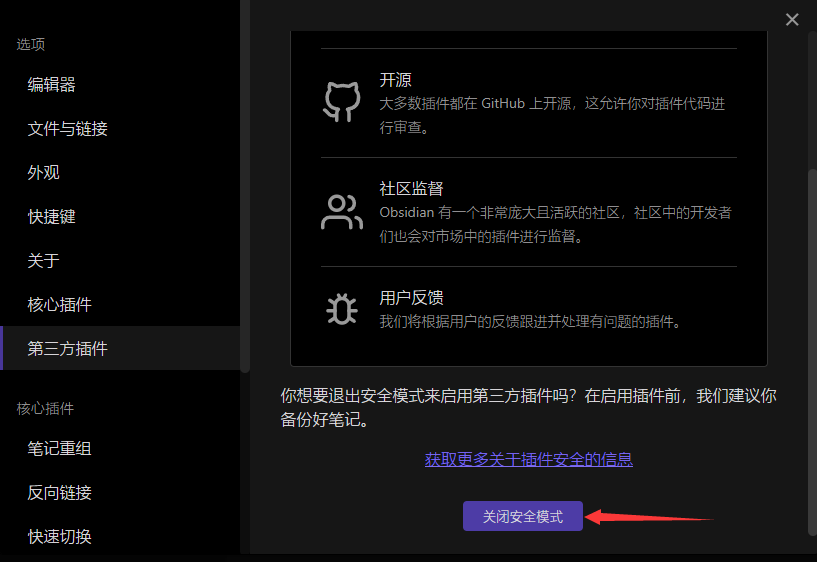 选项
编辑器
文件与链接
外观
快捷键
关于
核心插件
第三方插件
核心插件
笔记重组
反向链接
快速切换
开源
大多数插件都在 GitHub 上开源，这允许你对插件代码进
行审查。
社区监督
Obsidian 有一个非常庞大且活跃的社区，社区中的开发者
们也会对市场中的插件进行监督。
用户反馈
我们将根据用户的反馈跟进并处理有问题的插件。
你想要退出安全模式来启用第三方插件吗？在启用插件前，我们建议你
备份好笔记。
获取更多关于插件安全的信息
关闭安全模式